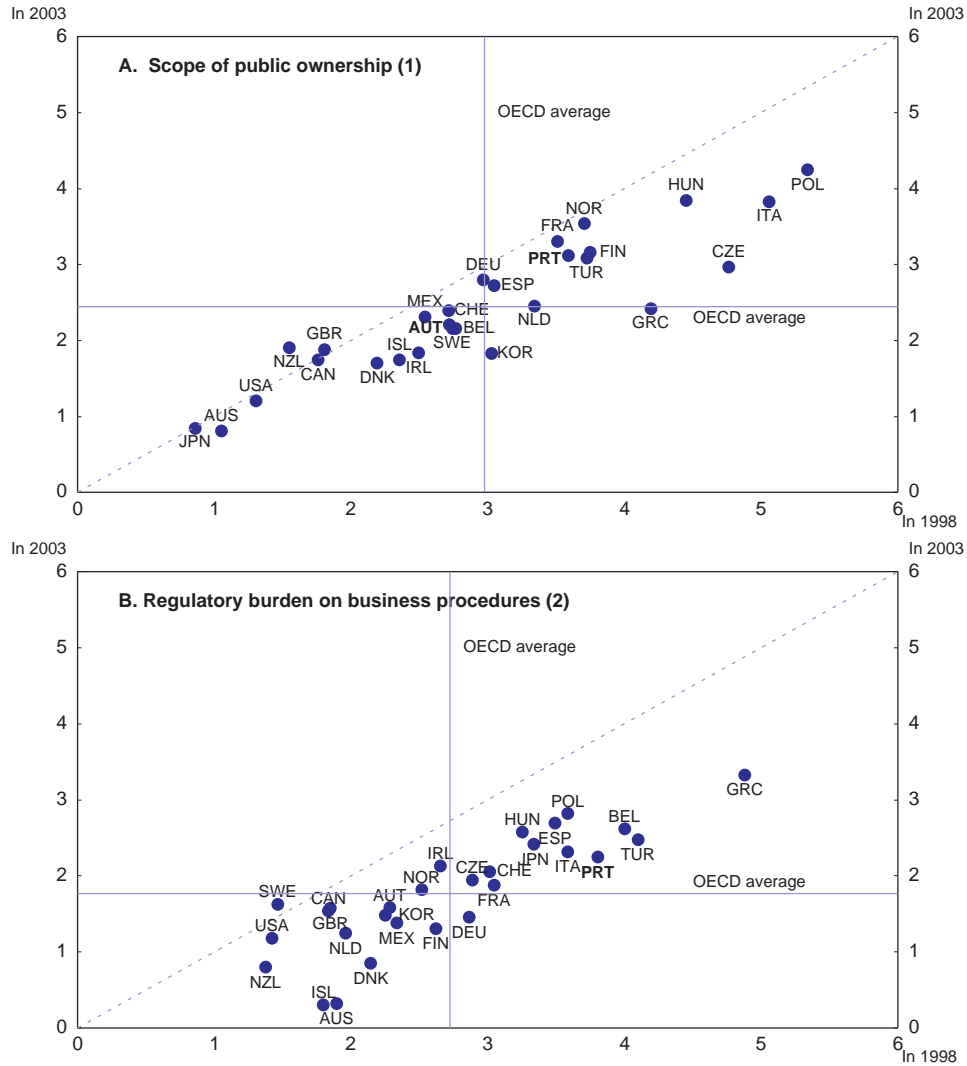 In 2003 In 2003
6 6
A. Scope of public ownership (1)
5 OECD average 5
4 HUN POL 4
NOR ITA
FRA
PRT FIN CZE
3 DEU TUR 3
ESP
MEX CHE NLD GRC OECD average
AUT BEL
GBR ISL SWE
2 NZL KOR 2
CAN DNK IRL
USA
1 AUS 1
JPN
0 0
0 1 2 3 4 5 6
In 1998
In 2003 In 2003
6 6
B. Regulatory burden on business procedures (2)
5 OECD average 5
4 4
3 GRC 3
POL
HUN BEL
ESP
IRL JPN ITA TUR
CZE CHE PRT
2 NOR 2
SWE CAN AUT FRA OECD average
USA GBR KOR
NLD MEX FIN DEU
1 DNK 1
NZL
ISL
AUS
0 0
0 1 2 3 4 5 6
In 1998